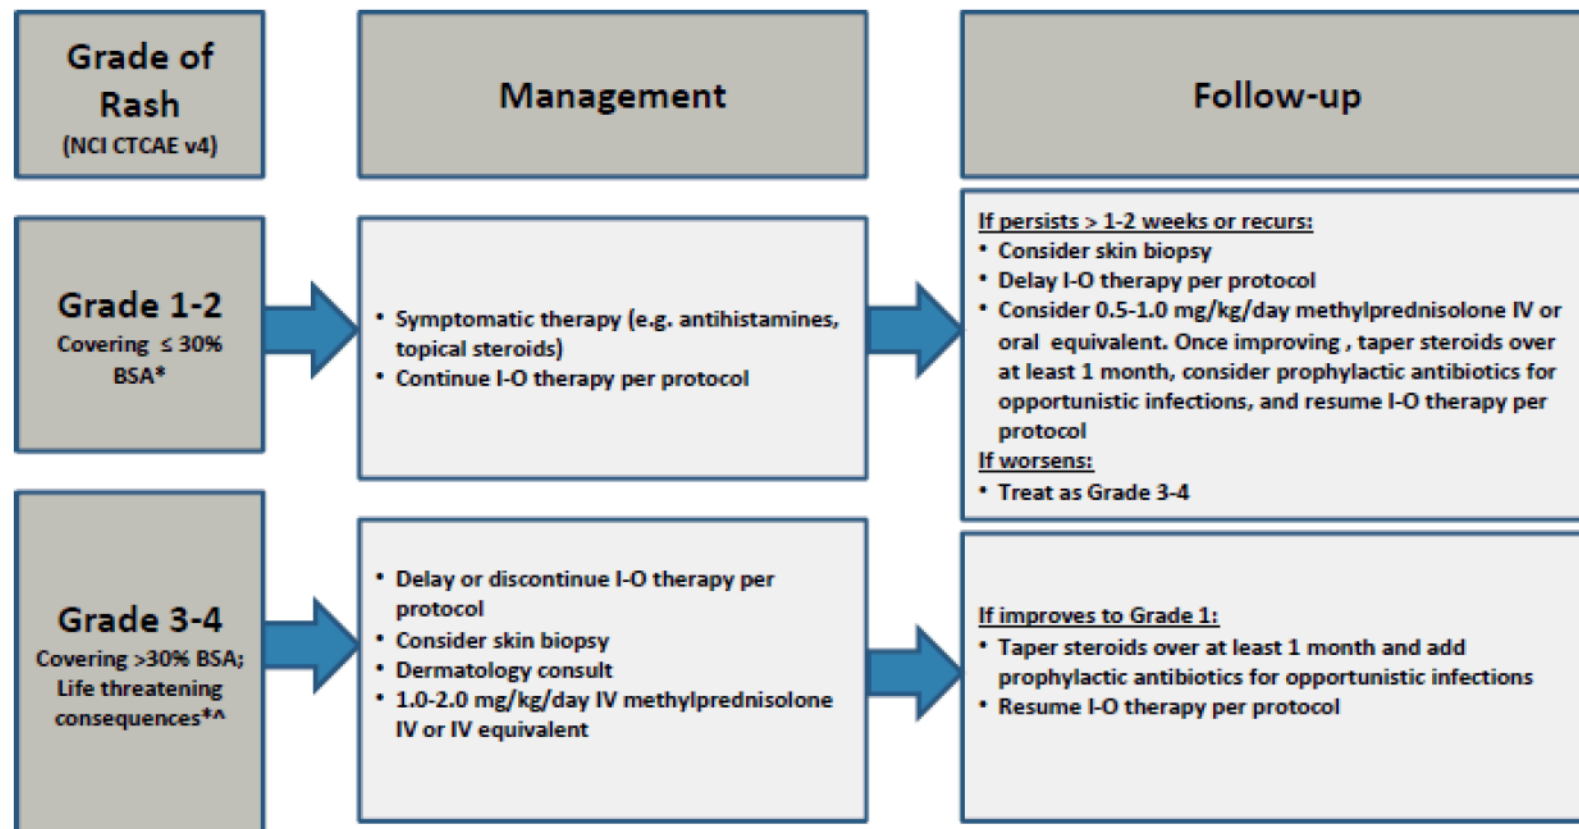 Grade of
Rash
(NCI CTCAE v4)
Management
Follow-up
Grade 1-2
Covering ≤ 30%
BSA*
• Symptomatic therapy (e.g. antihistamines,
topical steroids)
• Continue I-O therapy per protocol
If persists > 1-2 weeks or recurs:
• Consider skin biopsy
• Delay I-O therapy per protocol
• Consider 0.5-1.0 mg/kg/day methylprednisolone IV or
oral equivalent. Once improving , taper steroids over
at least 1 month, consider prophylactic antibiotics for
opportunistic infections, and resume I-O therapy per
protocol
If worsens:
• Treat as Grade 3-4
Grade 3-4
Covering >30% BSA;
Life threatening
consequences*^
• Delay or discontinue I-O therapy per
protocol
• Consider skin biopsy
• Dermatology consult
• 1.0-2.0 mg/kg/day IV methylprednisolone
IV or IV equivalent
If improves to Grade 1:
• Taper steroids over at least 1 month and add
prophylactic antibiotics for opportunistic infections
• Resume I-O therapy per protocol